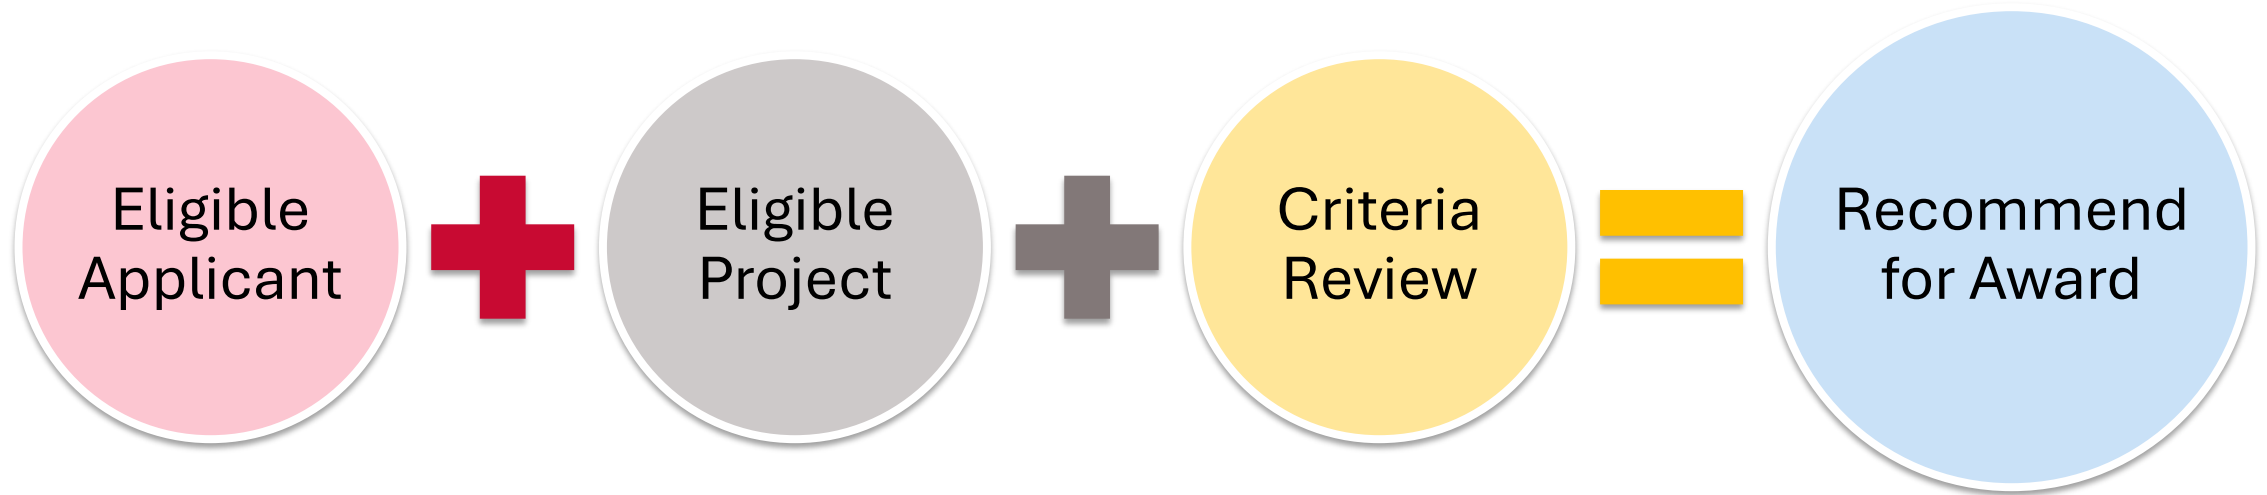 Eligible
Applicant
Eligible
Project
Criteria
Review
Recommend
for Award